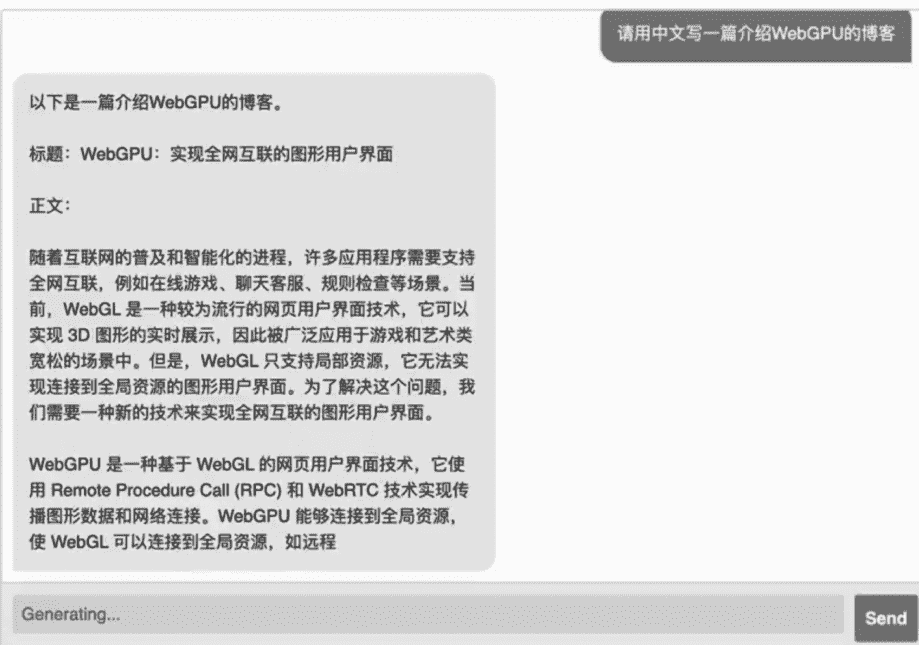 请用中文写一篇介绍WebGPU的博客
以下是一篇介绍WebGPU的博客。
标题：WebGPU：实现全网互联的图形用户界面
正文：
随着互联网的普及和智能化的进程，许多应用程序需要支持
全网互联，例如在线游戏、聊天客服、规则检查等场景。当
前，WebGL 是一种较为流行的网页用户界面技术，它可以
实现 3D 图形的实时展示，因此被广泛应用于游戏和艺术类
宽松的场景中。但是，WebGL 只支持局部资源，它无法实
现连接到全局资源的图形用户界面。为了解决这个问题，我
们需要一种新的技术来实现全网互联的图形用户界面。
WebGPU 是一种基于 WebGL 的网页用户界面技术，它使
用 Remote Procedure Call (RPC) 和 WebRTC 技术实现传
播图形数据和网络连接。WebGPU 能够连接到全局资源，
使 WebGL 可以连接到全局资源，如远程
Generating...
Send